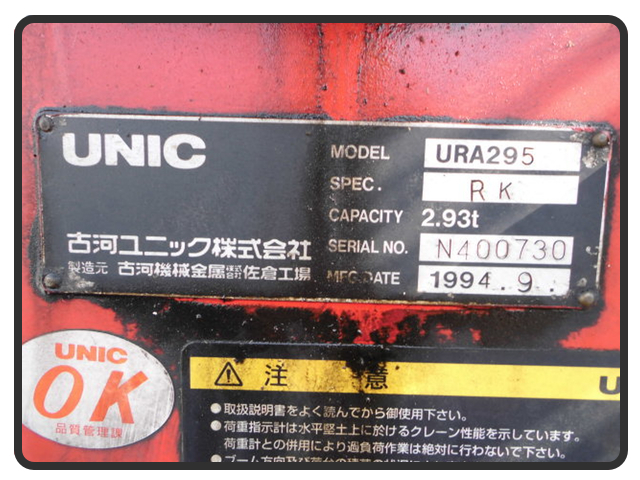 UNIC
MODEL URA295
SPEC. RK
CAPACITY 2.93t
古河ユニック株式会社
SERIAL NO. N400730
製造元 古河機械金属株式会社佐倉工場
MFG.DATE 1994.9.
UNIC
OK
品質管理課
注 意
U
●取扱説明書をよく読んでから御使用下さい。
●荷重指示計は水平堅土上に於けるクレーン性能を示しています。
荷重計との併用により過負荷作業は絶対に行わないで下さい。